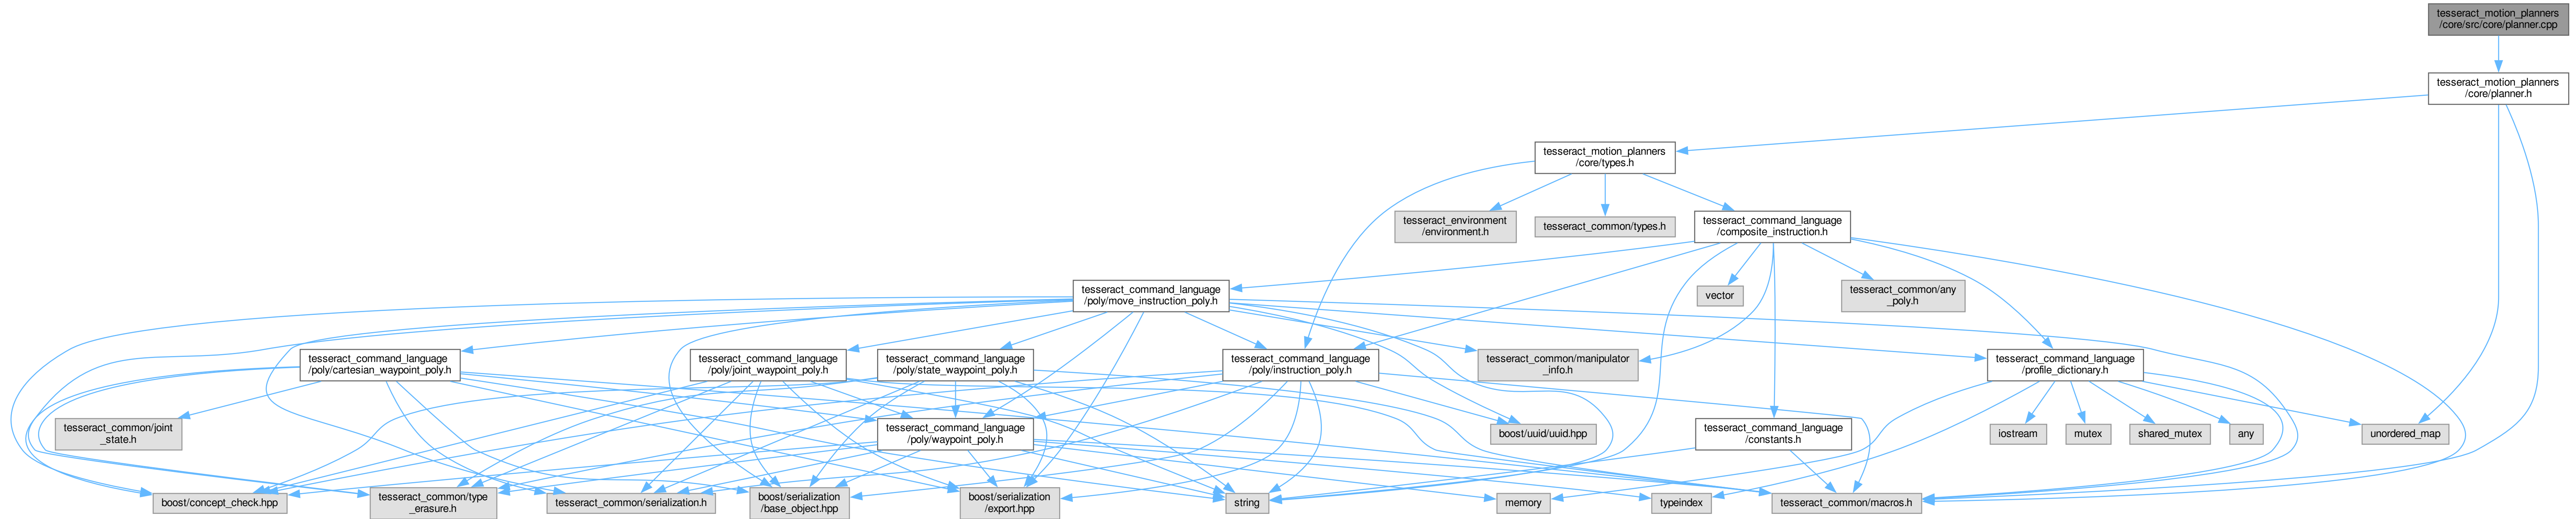 tesseract_motion_planners
/core/src/core/planner.cpp
tesseract_motion_planners
/core/planner.h
tesseract_motion_planners
/core/types.h
tesseract_environment
/environment.h
tesseract_common/types.h
tesseract_command_language
/composite_instruction.h
tesseract_command_language
/poly/move_instruction_poly.h
vector
tesseract_common/any
_poly.h
tesseract_command_language
/poly/cartesian_waypoint_poly.h
tesseract_command_language
/poly/joint_waypoint_poly.h
tesseract_command_language
/poly/state_waypoint_poly.h
tesseract_command_language
/poly/instruction_poly.h
tesseract_common/manipulator
_info.h
tesseract_command_language
/profile_dictionary.h
tesseract_common/joint
_state.h
tesseract_command_language
/poly/waypoint_poly.h
boost/uuid/uuid.hpp
tesseract_command_language
/constants.h
iostream
mutex
shared_mutex
any
unordered_map
boost/concept_check.hpp
tesseract_common/type
_erasure.h
tesseract_common/serialization.h
boost/serialization
/base_object.hpp
boost/serialization
/export.hpp
string
memory
typeindex
tesseract_common/macros.h